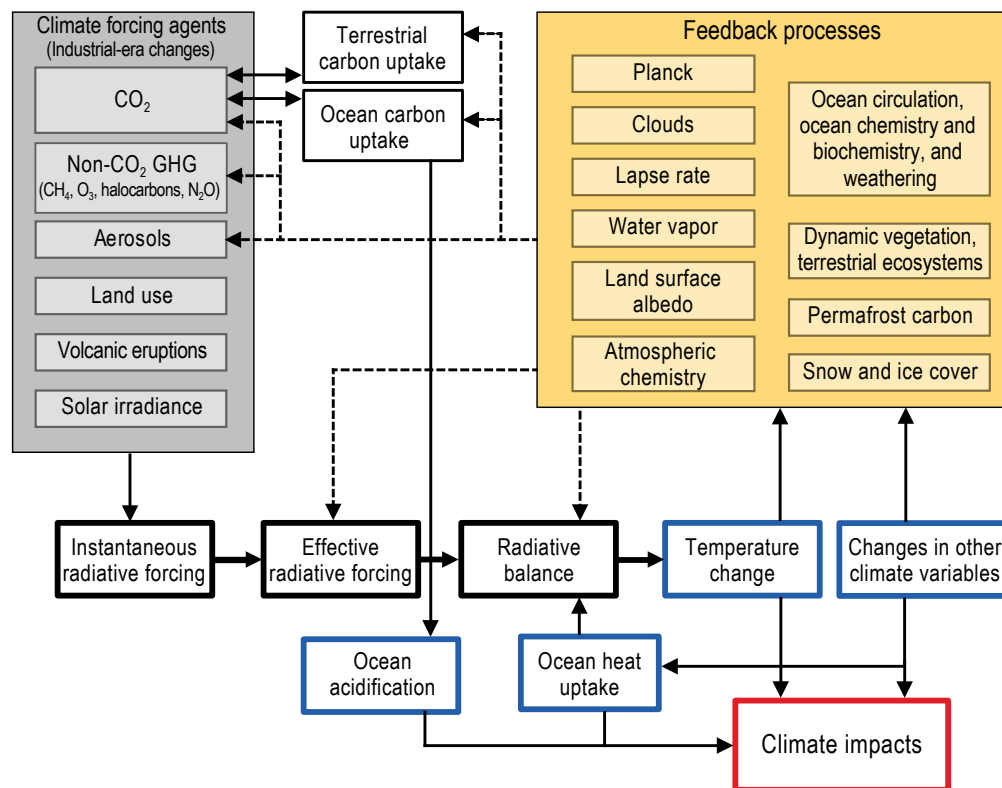 Climate forcing agents
(Industrial-era changes)
CO₂
Non-CO₂ GHG
(CH₄, O₃, halocarbons, N₂O)
Aerosols
Land use
Volcanic eruptions
Solar irradiance
Terrestrial
carbon uptake
Ocean carbon
uptake
Feedback processes
Planck
Clouds
Lapse rate
Water vapor
Land surface
albedo
Atmospheric
chemistry
Ocean circulation,
ocean chemistry and
biochemistry, and
weathering
Dynamic vegetation,
terrestrial ecosystems
Permafrost carbon
Snow and ice cover
Instantaneous
radiative forcing
Effective
radiative forcing
Radiative
balance
Temperature
change
Changes in other
climate variables
Ocean
acidification
Ocean heat
uptake
Climate impacts